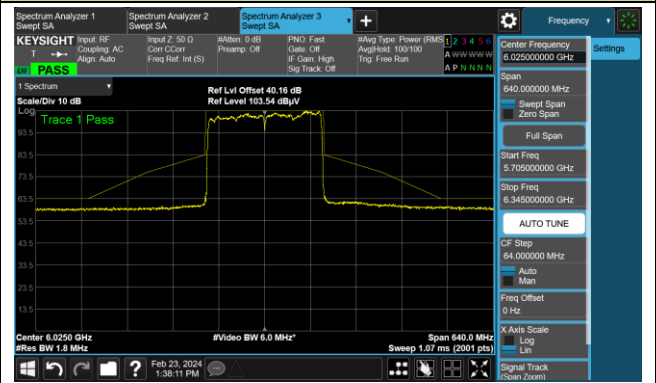 Spectrum Analyzer 1
Swept SA
Spectrum Analyzer 2
Swept SA
Spectrum Analyzer 3
Swept SA
Frequency
KEYSIGHT
Input: RF
Coupling: AC
Align: Auto
Input Z: 50 Ω
Corr CCorr
Freq Ref: Int (S)
#Atten: 0 dB
Preamp: Off
PNO: Fast
Gate: Off
IF Gain: High
Sig Track: Off
#Avg Type: Power (RMS
Avg|Hold: 100/100
Trig: Free Run
1 2 3 4 5 6
A W W W W W
A P N N N N
PASS
1 Spectrum
Scale/Div 10 dB
Ref Lvl Offset 40.16 dB
Ref Level 103.54 dBµV
Log
Trace 1 Pass
93.5
83.5
73.5
63.5
53.5
43.5
33.5
23.5
13.5
Center 6.0250 GHz
#Res BW 1.8 MHz
#Video BW 6.0 MHz*
Span 640.0 MHz
Sweep 1.07 ms (2001 pts)
Center Frequency
6.02500000 GHz
Settings
Span
640.000000 MHz
Swept Span
Zero Span
Full Span
Start Freq
5.705000000 GHz
Stop Freq
6.345000000 GHz
AUTO TUNE
CF Step
64.000000 MHz
Auto
Man
Freq Offset
0 Hz
X Axis Scale
Log
Lin
Signal Track
(Span Zoom)
Feb 23, 2024
1:38:11 PM